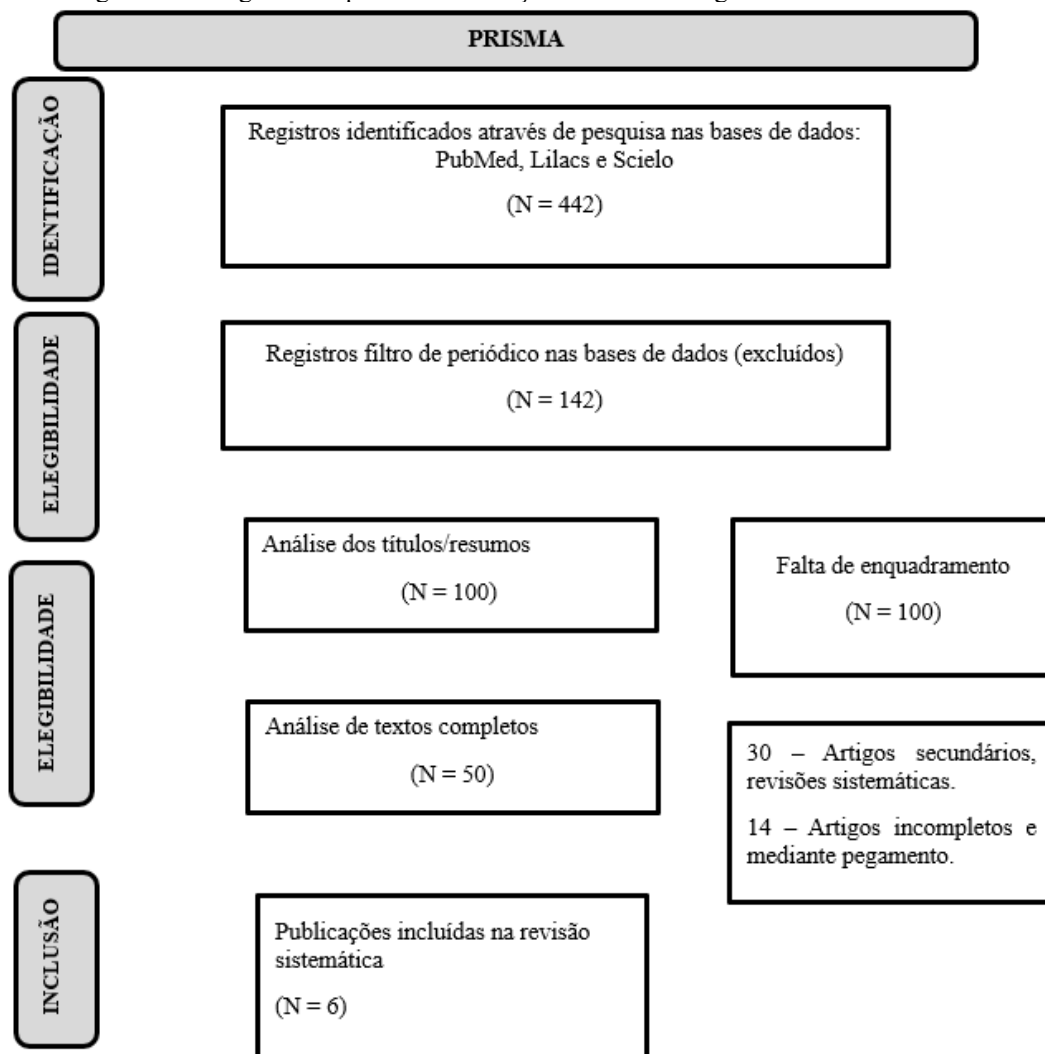 PRISMA
IDENTIFICAÇÃO
Registros identificados através de pesquisa nas bases de dados:
PubMed, Lilacs e Scielo
(N = 442)
ELEGIBILIDADE
Registros filtro de periódico nas bases de dados (excluídos)
(N = 142)
ELEGIBILIDADE
Análise dos títulos/resumos
(N = 100)
Falta de enquadramento
(N = 100)
Análise de textos completos
(N = 50)
30 – Artigos secundários,
revisões sistemáticas.
14 – Artigos incompletos e
mediante pegamento.
INCLUSÃO
Publicações incluídas na revisão
sistemática
(N = 6)